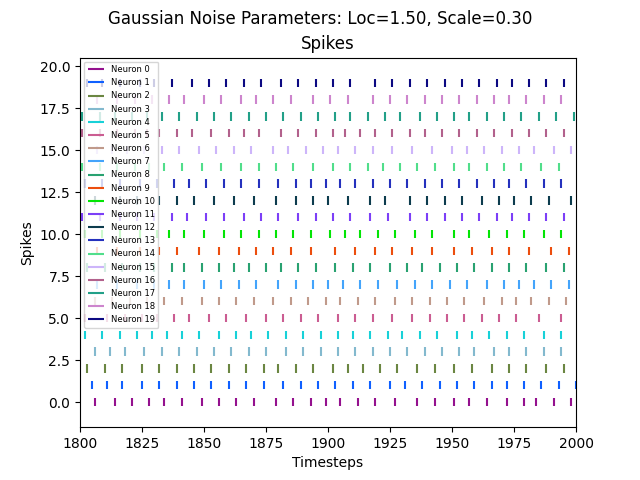 Gaussian Noise Parameters: Loc=1.50, Scale=0.30
Spikes
20.0
17.5
15.0
12.5
10.0
7.5
5.0
2.5
0.0
Spikes
Neuron 0
Neuron 1
Neuron 2
Neuron 3
Neuron 4
Neuron 5
Neuron 6
Neuron 7
Neuron 8
Neuron 9
Neuron 10
Neuron 11
Neuron 12
Neuron 13
Neuron 14
Neuron 15
Neuron 16
Neuron 17
Neuron 18
Neuron 19
1800 1825 1850 1875 1900 1925 1950 1975 2000
Timesteps